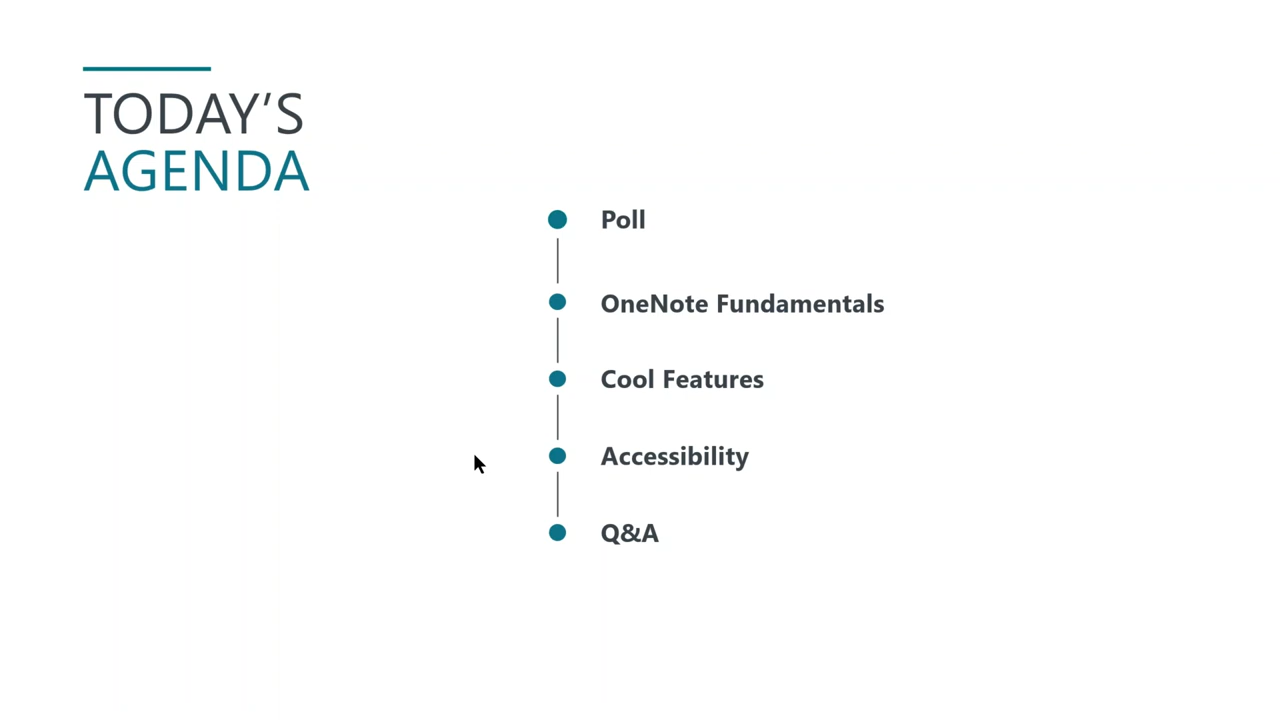 TODAY’S
AGENDA
Poll
OneNote Fundamentals
Cool Features
Accessibility
Q&A